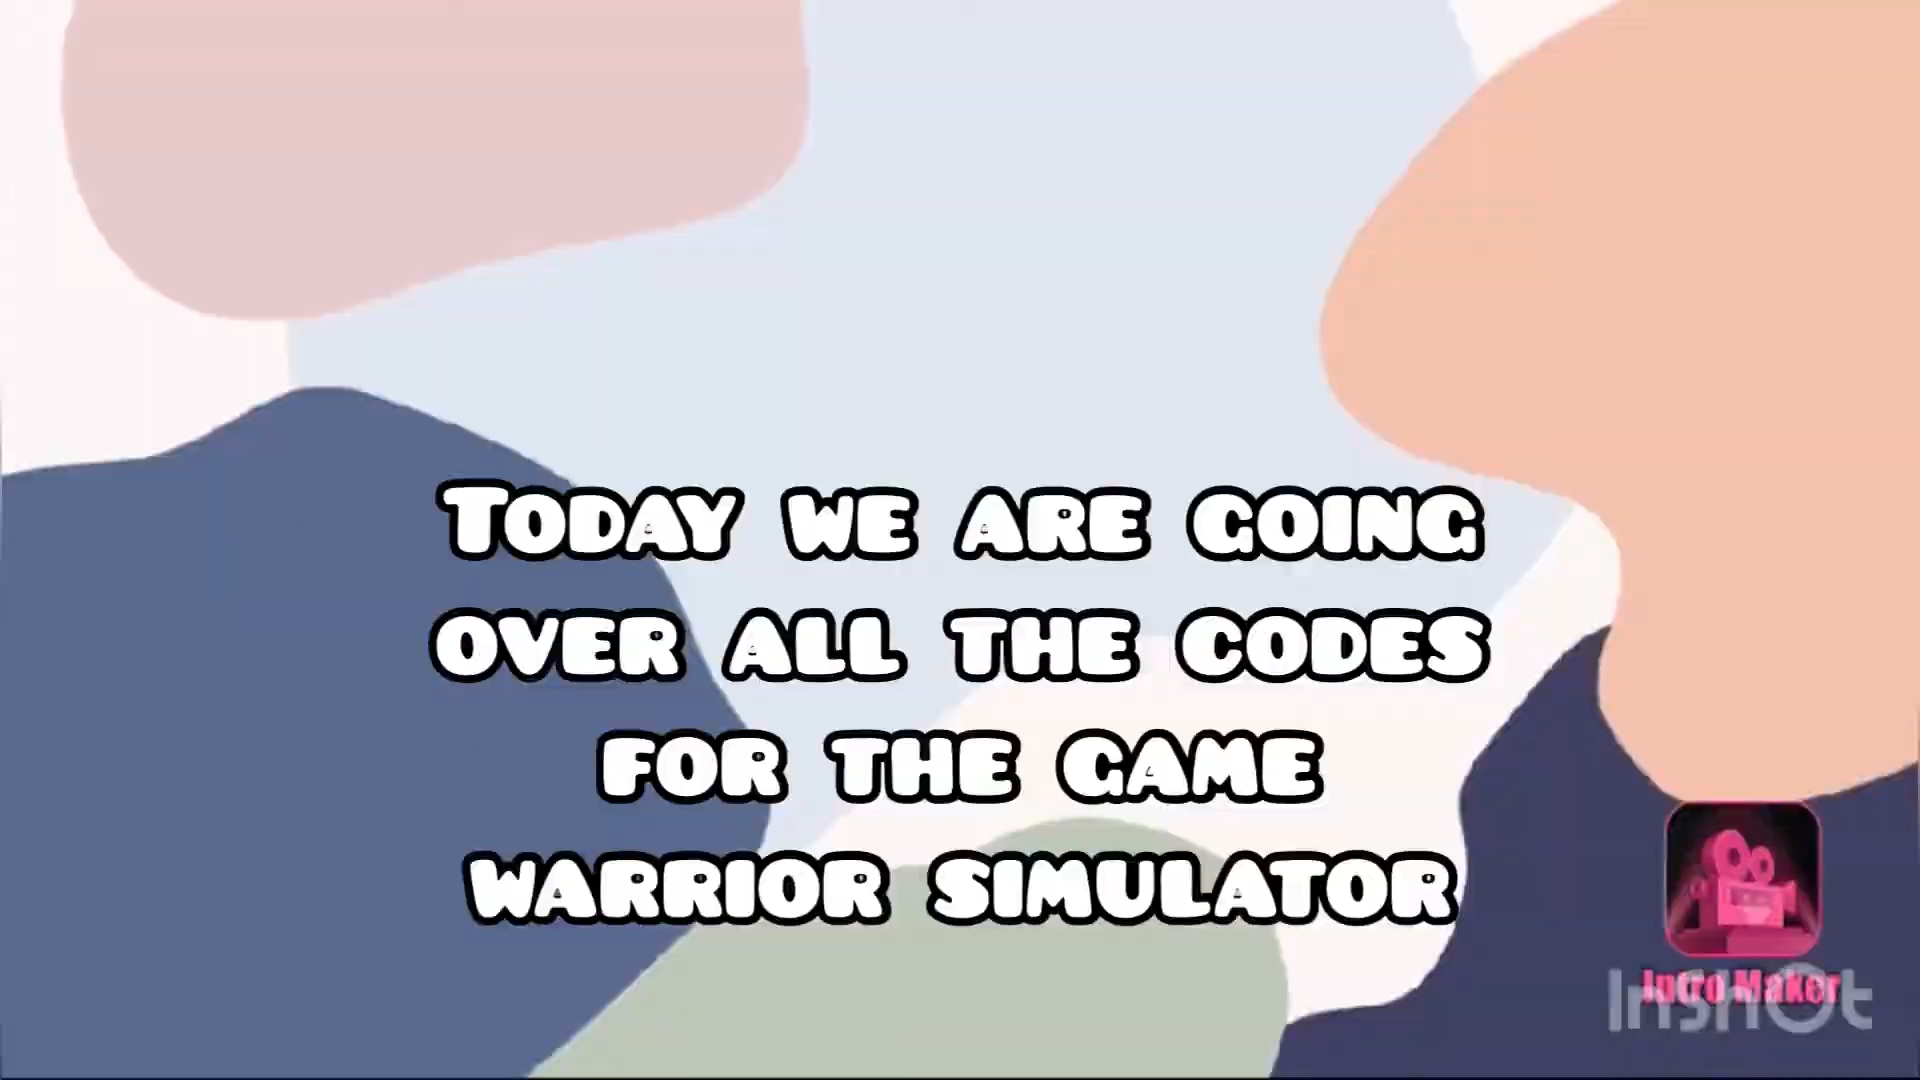 Today we are going
over all the codes
for the game
warrior simulator
Intro Maker
InShOt